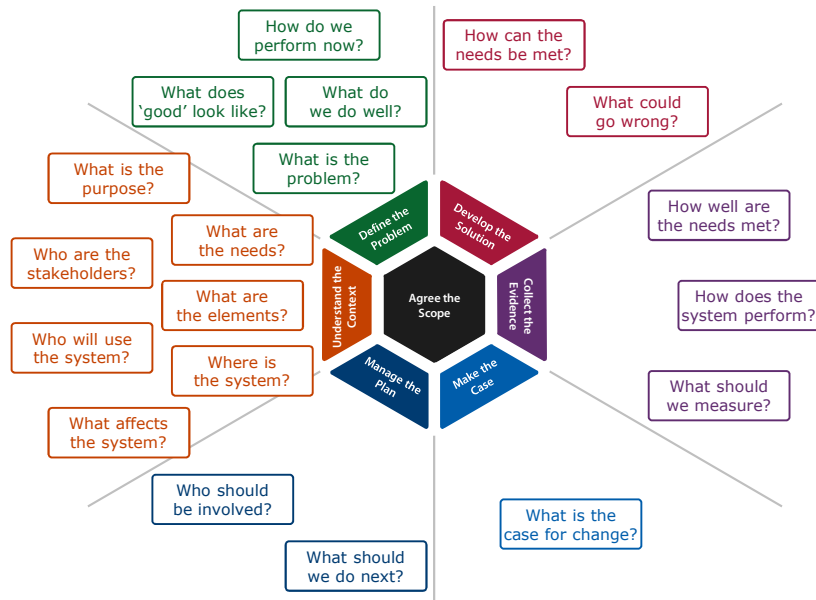 How do we
perform now?
How can the
needs be met?
What does
‘good’ look like?
What do
we do well?
What could
go wrong?
What is the
problem?
What is the
purpose?
What are
the needs?
Who are the
stakeholders?
What are
the elements?
Who will use
the system?
Where is
the system?
What affects
the system?
Define the
Problem
Develop the
Solution
Understand the
Context
Agree the
Scope
Collect the
Evidence
Manage the
Plan
Make the
Case
How well are
the needs met?
How does the
system perform?
What should
we measure?
Who should
be involved?
What should
we do next?
What is the
case for change?